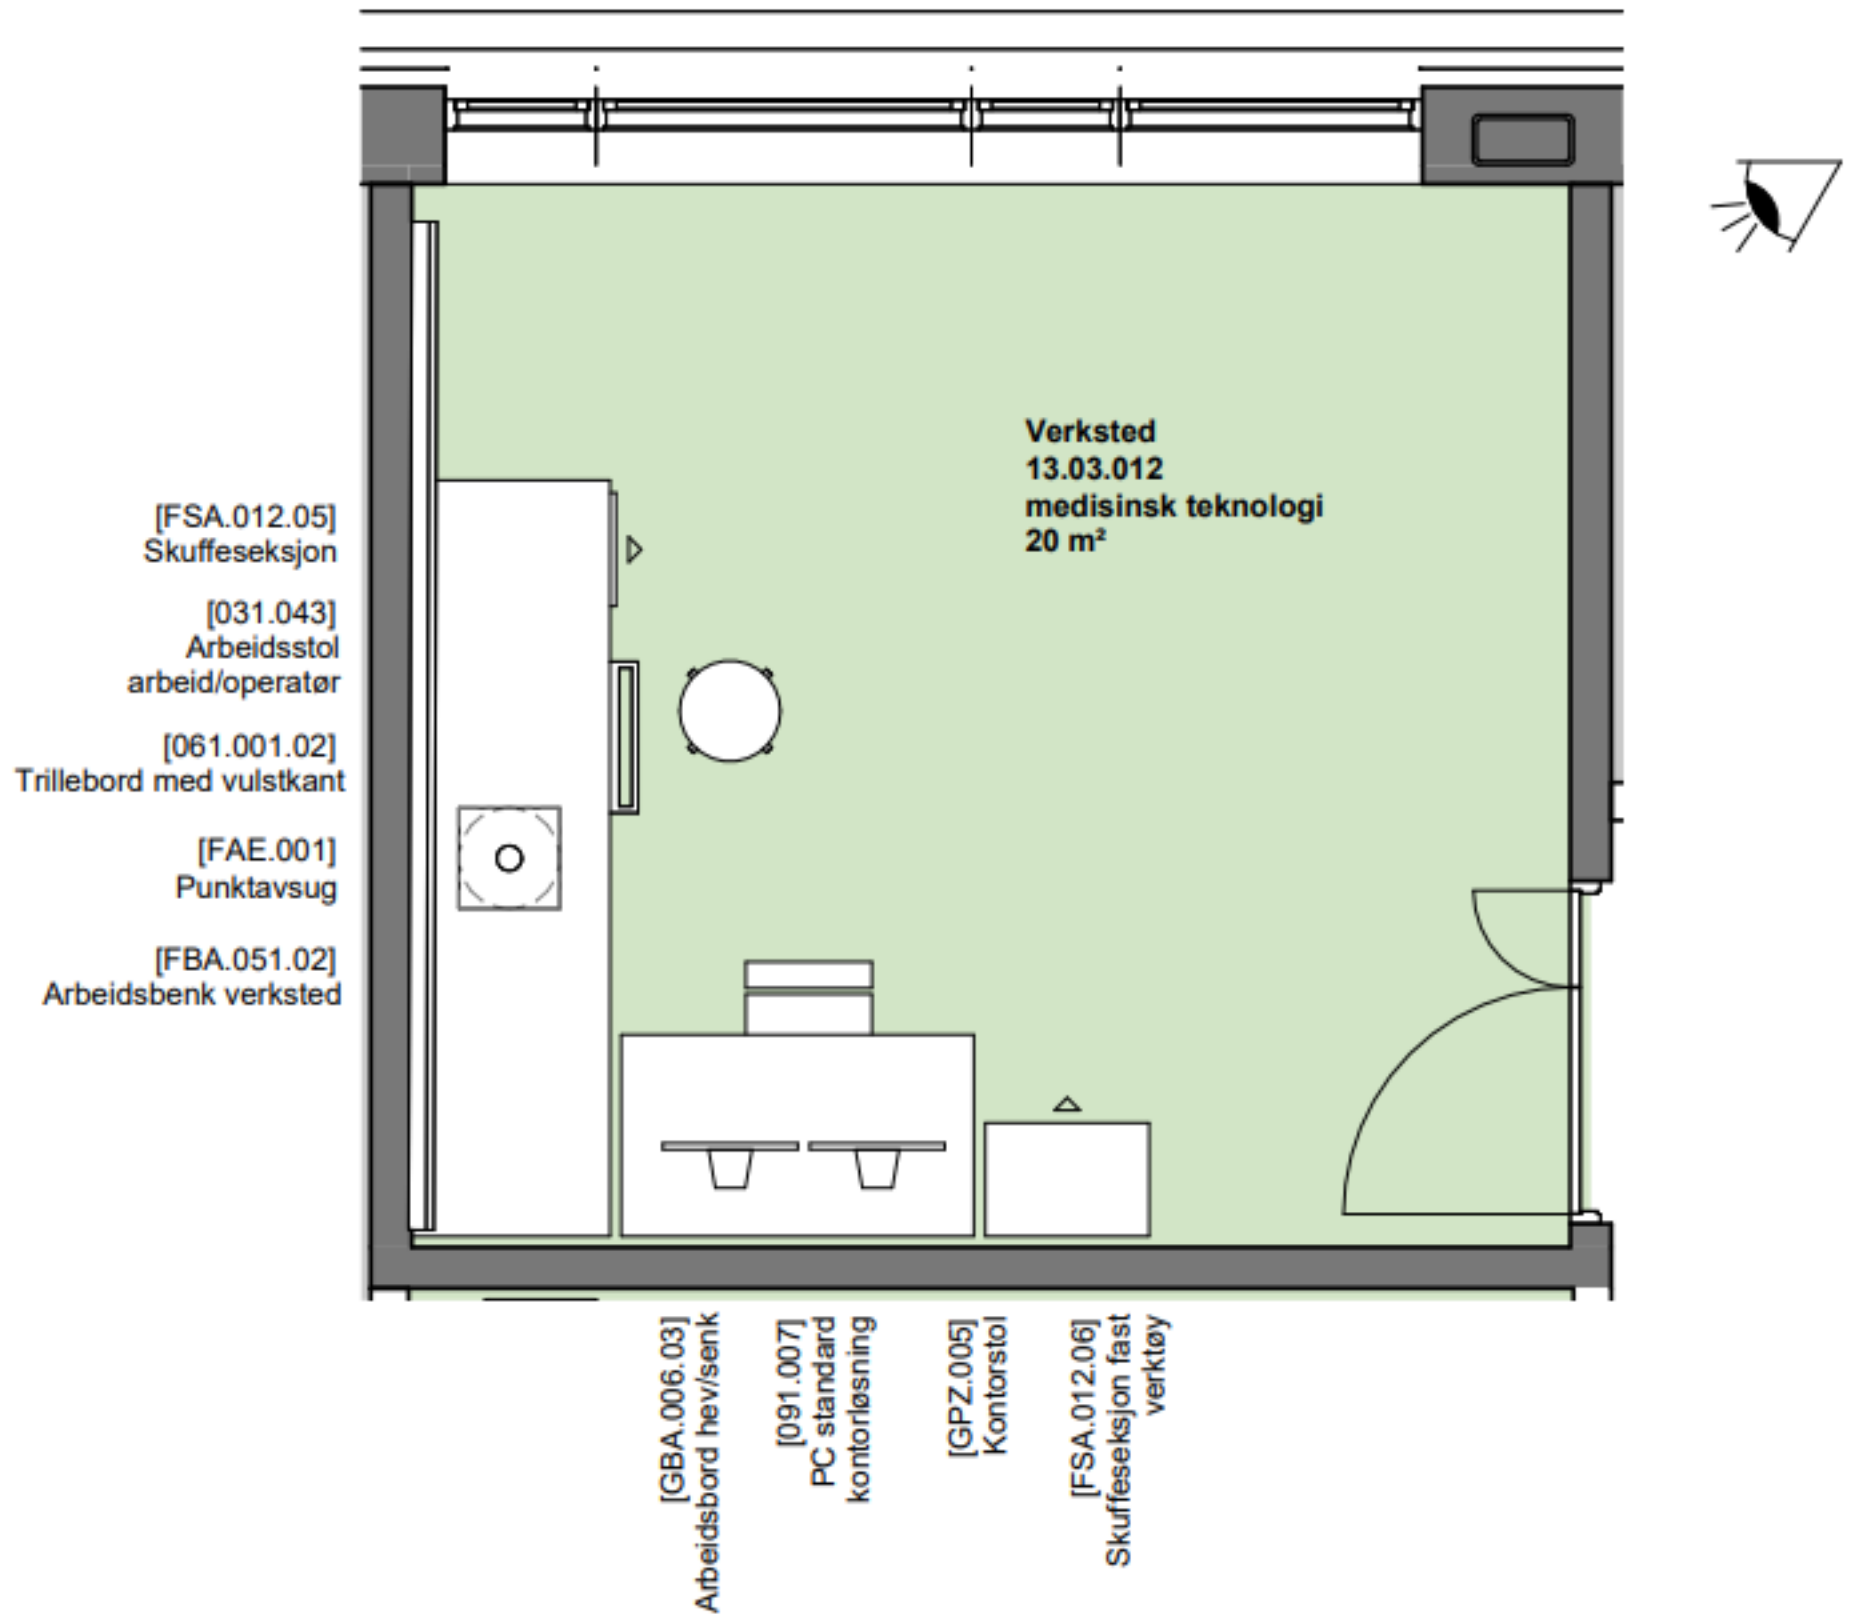 Verksted
13.03.012
medisinsk teknologi
20 m²
[FSA.012.05]
Skuffeseksjon
[031.043]
Arbeidsstol
arbeid/operatør
[061.001.02]
Trillebord med vulstkant
[FAE.001]
Punktavsug
[FBA.051.02]
Arbeidsbenk verksted
[GBA.006.03]
Arbeidsbord hev/senk
[091.007]
PC standard
kontorløsning
[GPZ.005]
Kontorstol
[FSA.012.06]
Skuffeseksjon fast
verktøy